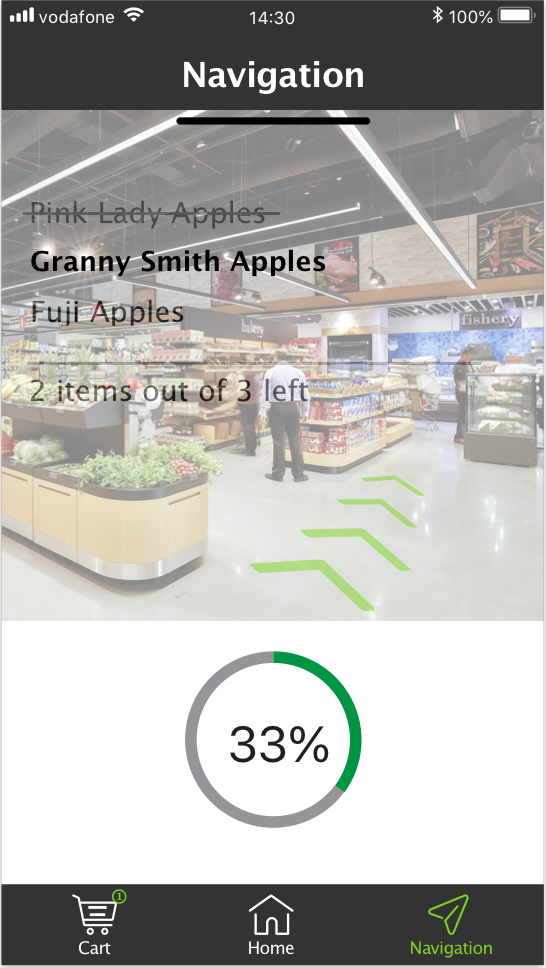 vodafone 14:30 100%
Navigation
Pink Lady Apples
Granny Smith Apples
Fuji Apples
bakery
fishery
2 items out of 3 left
33%
1
Cart Home Navigation